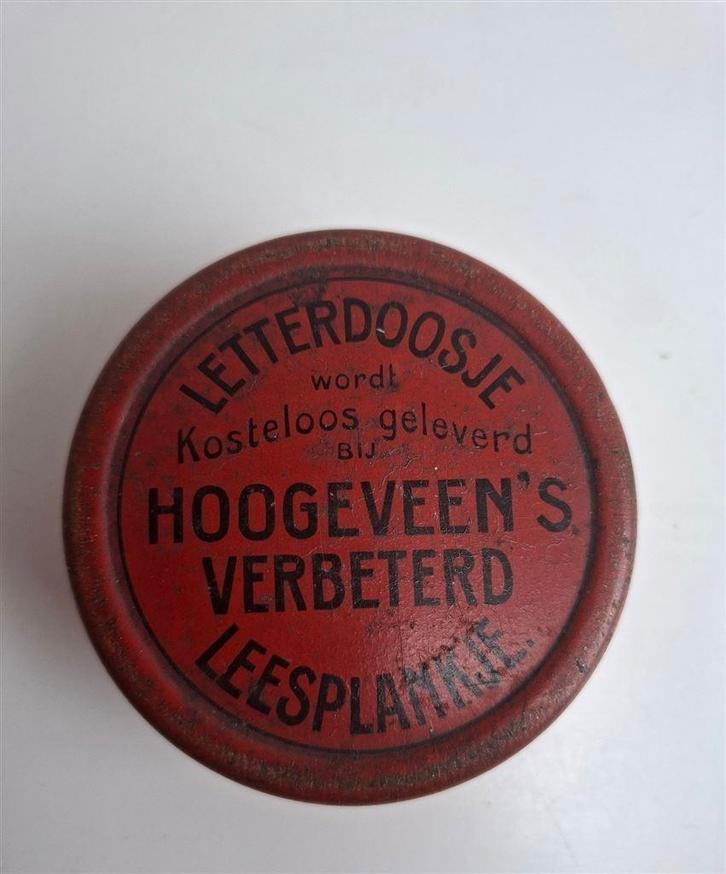 LETTERDOOSJE
wordt
Kosteloos geleverd
BIJ
HOOGEVEEN'S
VERBETERD
LEESPLANKJE.